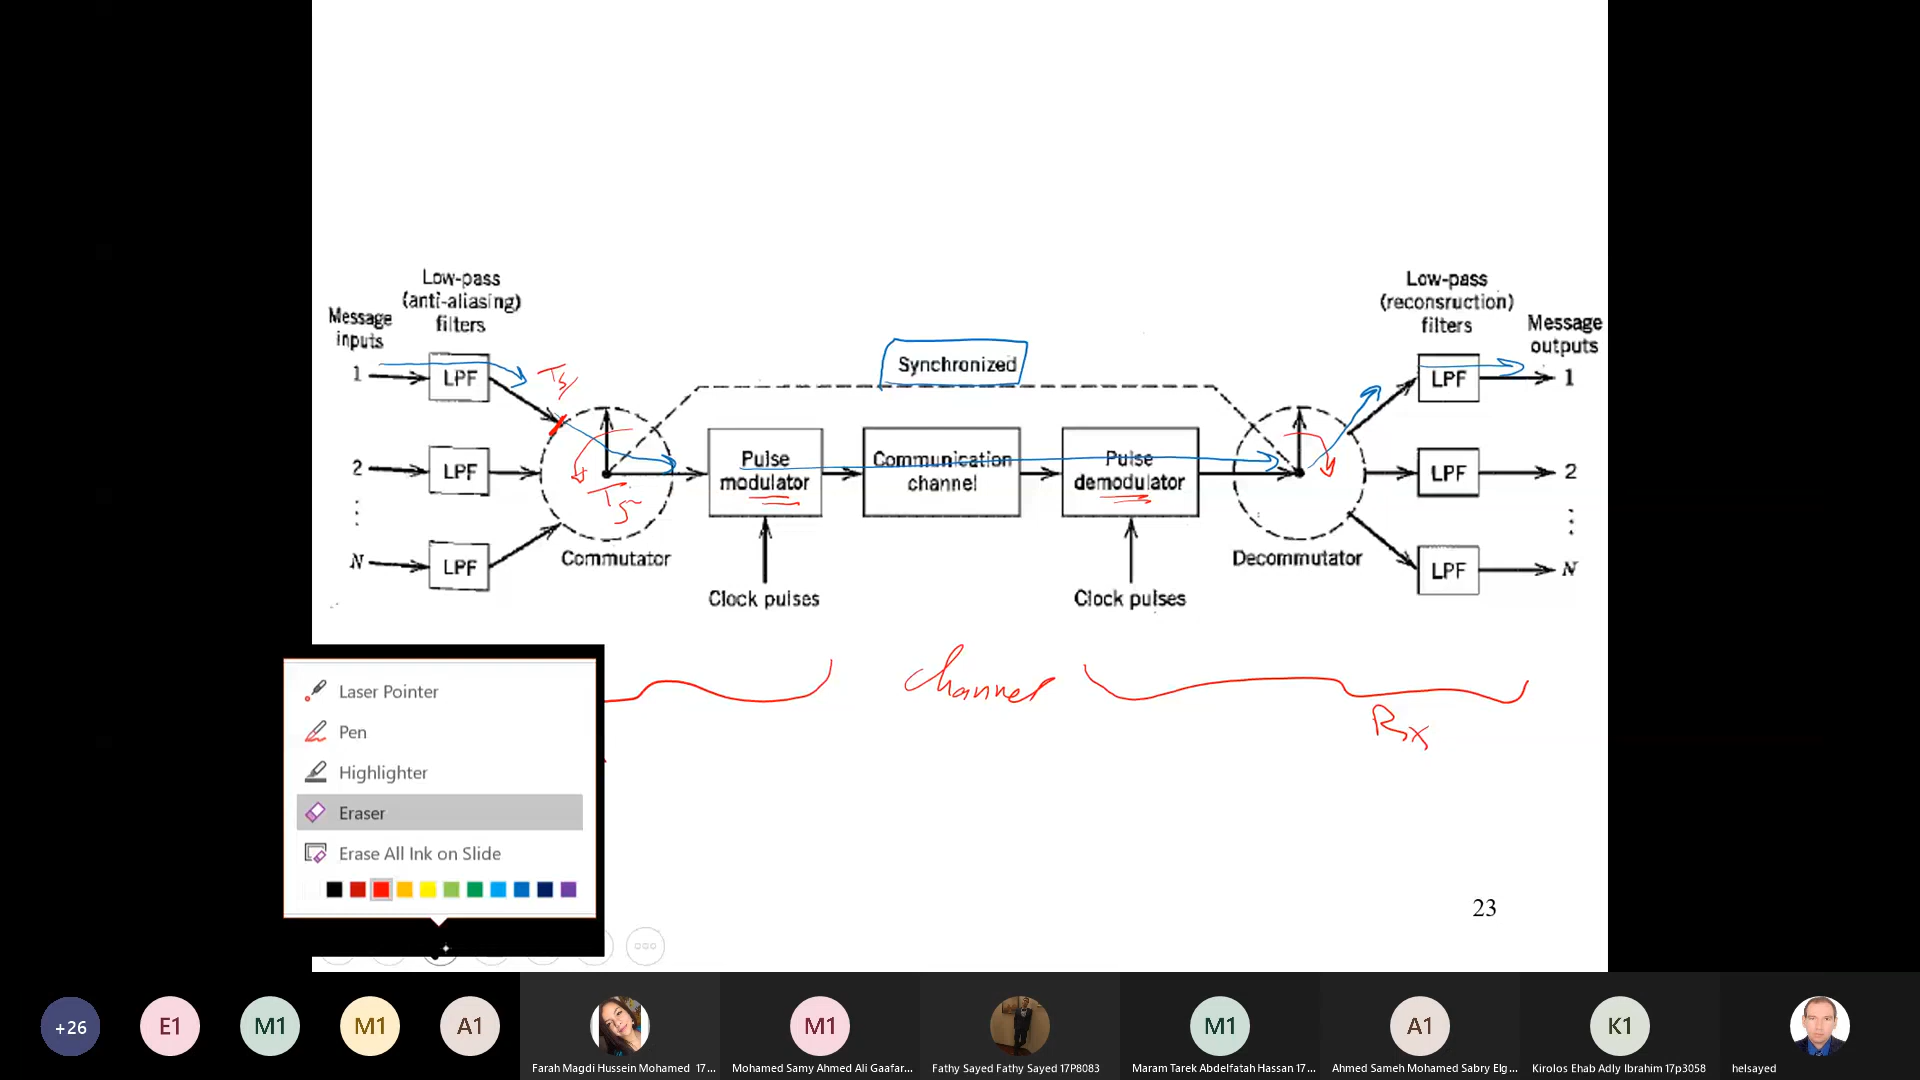 Low-pass
(anti-aliasing)
filters
Message
inputs
1
LPF
Ts/
2
LPF
N
LPF
Ts
Commutator
Synchronized
Pulse
modulator
Clock pulses
Communication
channel
Pulse
demodulator
Clock pulses
Decommutator
Low-pass
(reconsruction)
filters
Message
outputs
LPF
1
LPF
2
LPF
N
channel
Rx
Laser Pointer
Pen
Highlighter
Eraser
Erase All Ink on Slide
23
+26
E1
M1
M1
A1
Farah Magdi Hussein Mohamed 17...
M1
Mohamed Samy Ahmed Ali Gaafar...
Fathy Sayed Fathy Sayed 17P8083
M1
Maram Tarek Abdelfatah Hassan 17...
A1
Ahmed Sameh Mohamed Sabry Elg...
K1
Kirolos Ehab Adly Ibrahim 17p3058
helsayed